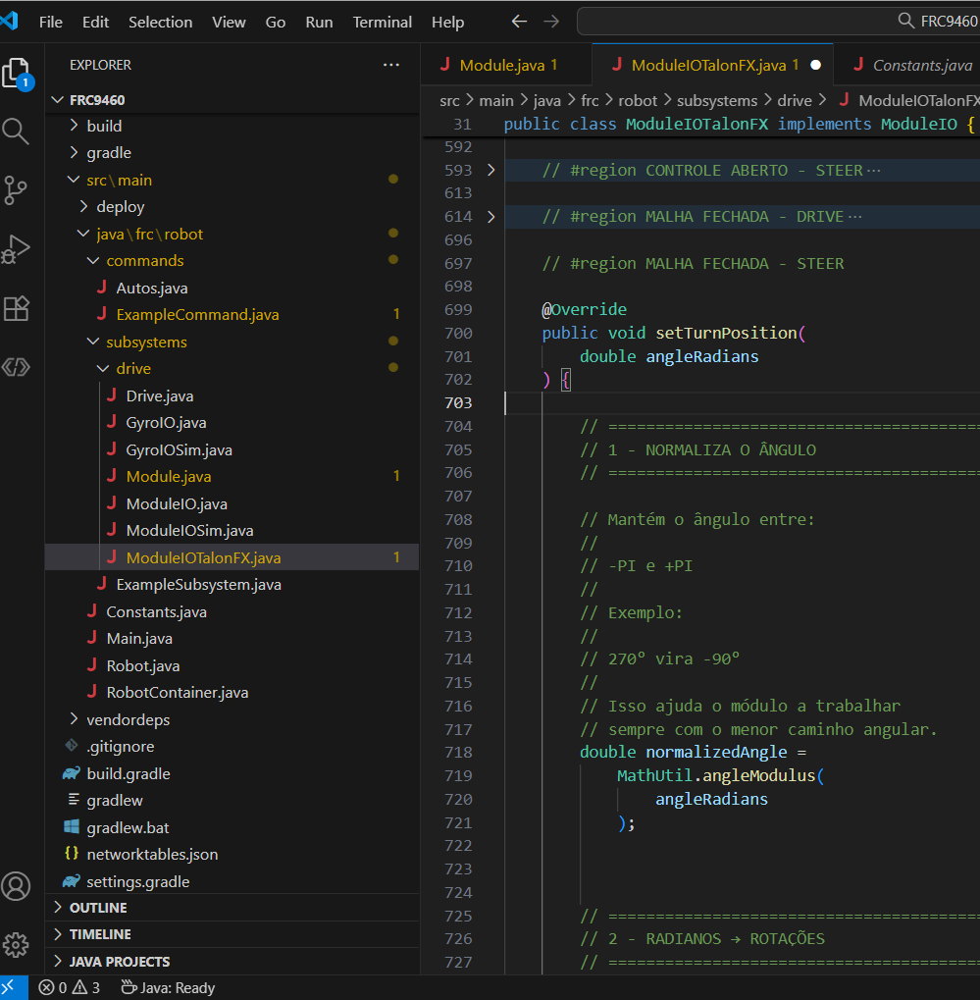 File Edit Selection View Go Run Terminal Help FRC9460
EXPLORER ...
1
FRC9460
build
gradle
src\main
deploy
java\frc\robot
commands
Autos.java
ExampleCommand.java 1
subsystems
drive
Drive.java
GyroIO.java
GyroIOSim.java
Module.java 1
ModuleIO.java
ModuleIOSim.java
ModuleIOTalonFX.java 1
ExampleSubsystem.java
Constants.java
Main.java
Robot.java
RobotContainer.java
vendordeps
.gitignore
build.gradle
gradlew
gradlew.bat
networktables.json
settings.gradle
OUTLINE
TIMELINE
JAVA PROJECTS
Module.java 1 ModuleIOTalonFX.java 1 Constants.java
src > main > java > frc > robot > subsystems > drive > ModuleIOTalonFX
31 public class ModuleIOTalonFX implements ModuleIO {
592
593 // #region CONTROLE ABERTO - STEER...
613
614 // #region MALHA FECHADA - DRIVE...
696
697 // #region MALHA FECHADA - STEER
698
699 @Override
700 public void setTurnPosition(
701 double angleRadians
702 ) {
703
704 // =======================================
705 // 1 - NORMALIZA O ÂNGULO
706 // =======================================
707
708 // Mantém o ângulo entre:
709 //
710 // -PI e +PI
711 //
712 // Exemplo:
713 //
714 // 270° vira -90°
715 //
716 // Isso ajuda o módulo a trabalhar
717 // sempre com o menor caminho angular.
718 double normalizedAngle =
719 MathUtil.angleModulus(
720 angleRadians
721 );
722
723
724
725 // =======================================
726 // 2 - RADIANOS → ROTAÇÕES
727 // =======================================
0 3 Java: Ready